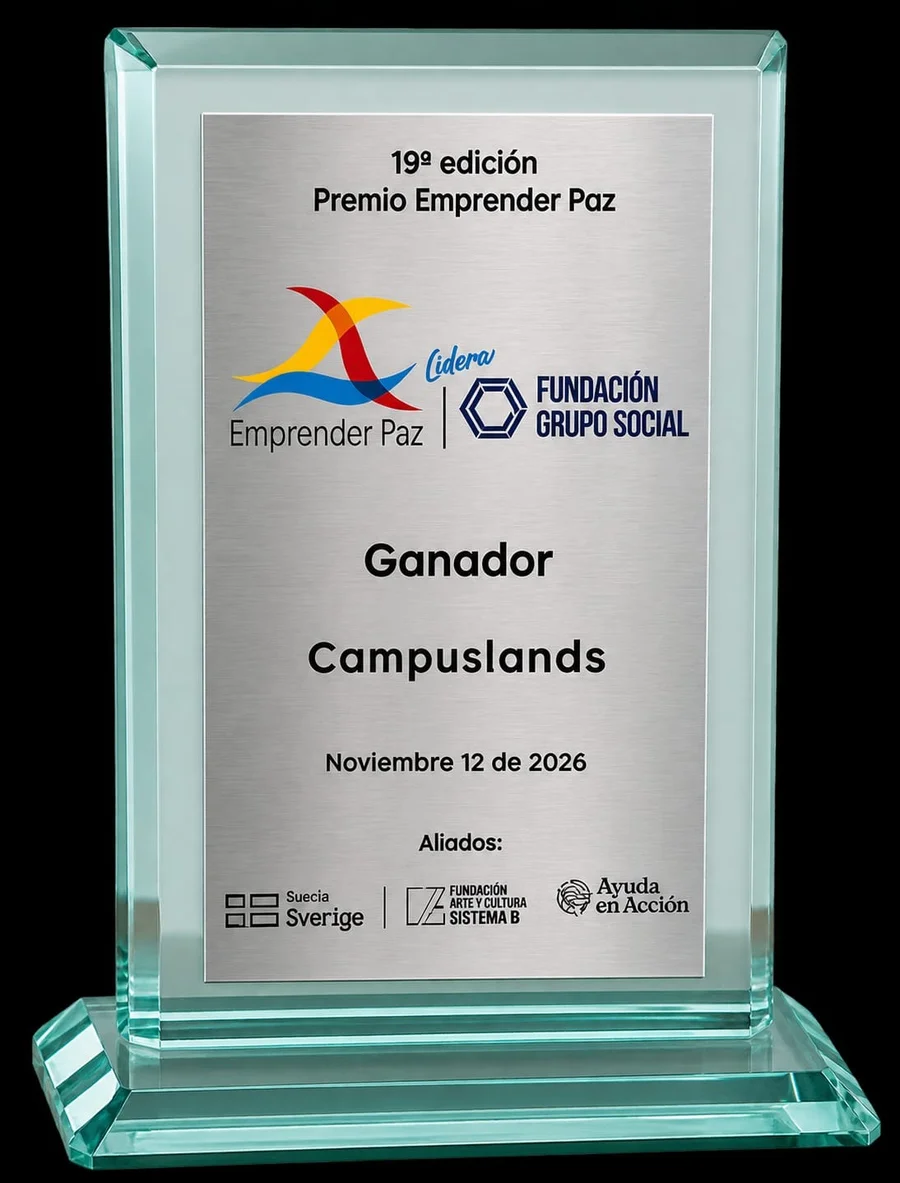 19ª edición
Premio Emprender Paz
Lidera
Emprender Paz
FUNDACIÓN
GRUPO SOCIAL
Ganador
Campuslands
Noviembre 12 de 2026
Aliados:
Suecia
Sverige
FUNDACIÓN
ARTE Y CULTURA
SISTEMA B
Ayuda
en Acción